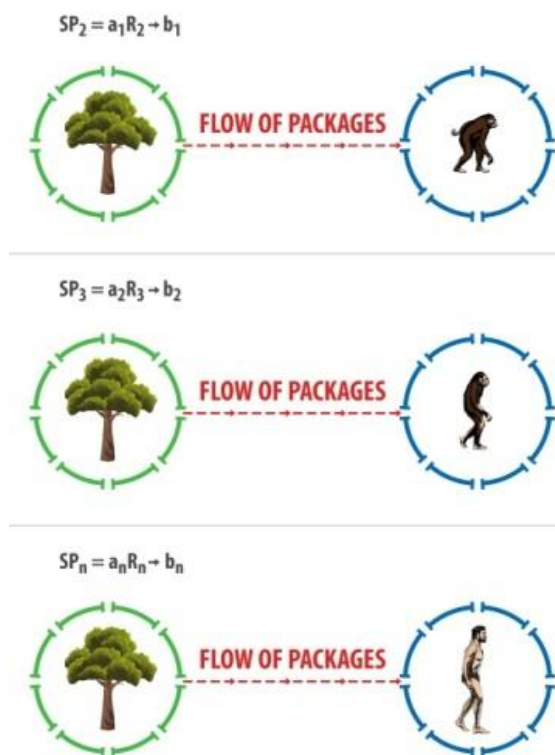 SP₂ = a₁R₂ → b₁
FLOW OF PACKAGES
SP₃ = a₂R₃ → b₂
FLOW OF PACKAGES
SPₙ = aₙRₙ → bₙ
FLOW OF PACKAGES